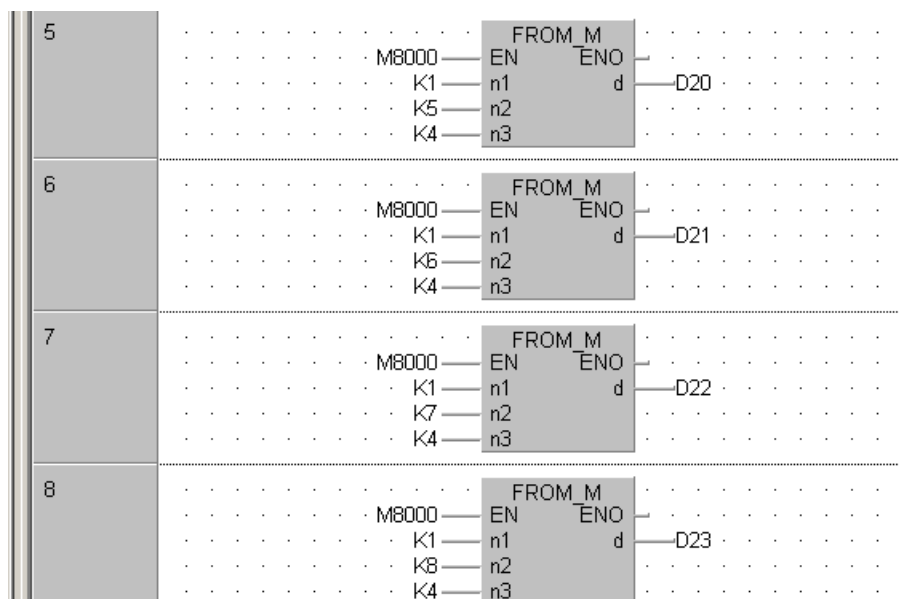 5
FROM_M
M8000 EN ENO
K1 n1 d D20
K5 n2
K4 n3
6
FROM_M
M8000 EN ENO
K1 n1 d D21
K6 n2
K4 n3
7
FROM_M
M8000 EN ENO
K1 n1 d D22
K7 n2
K4 n3
8
FROM_M
M8000 EN ENO
K1 n1 d D23
K8 n2
K4 n3